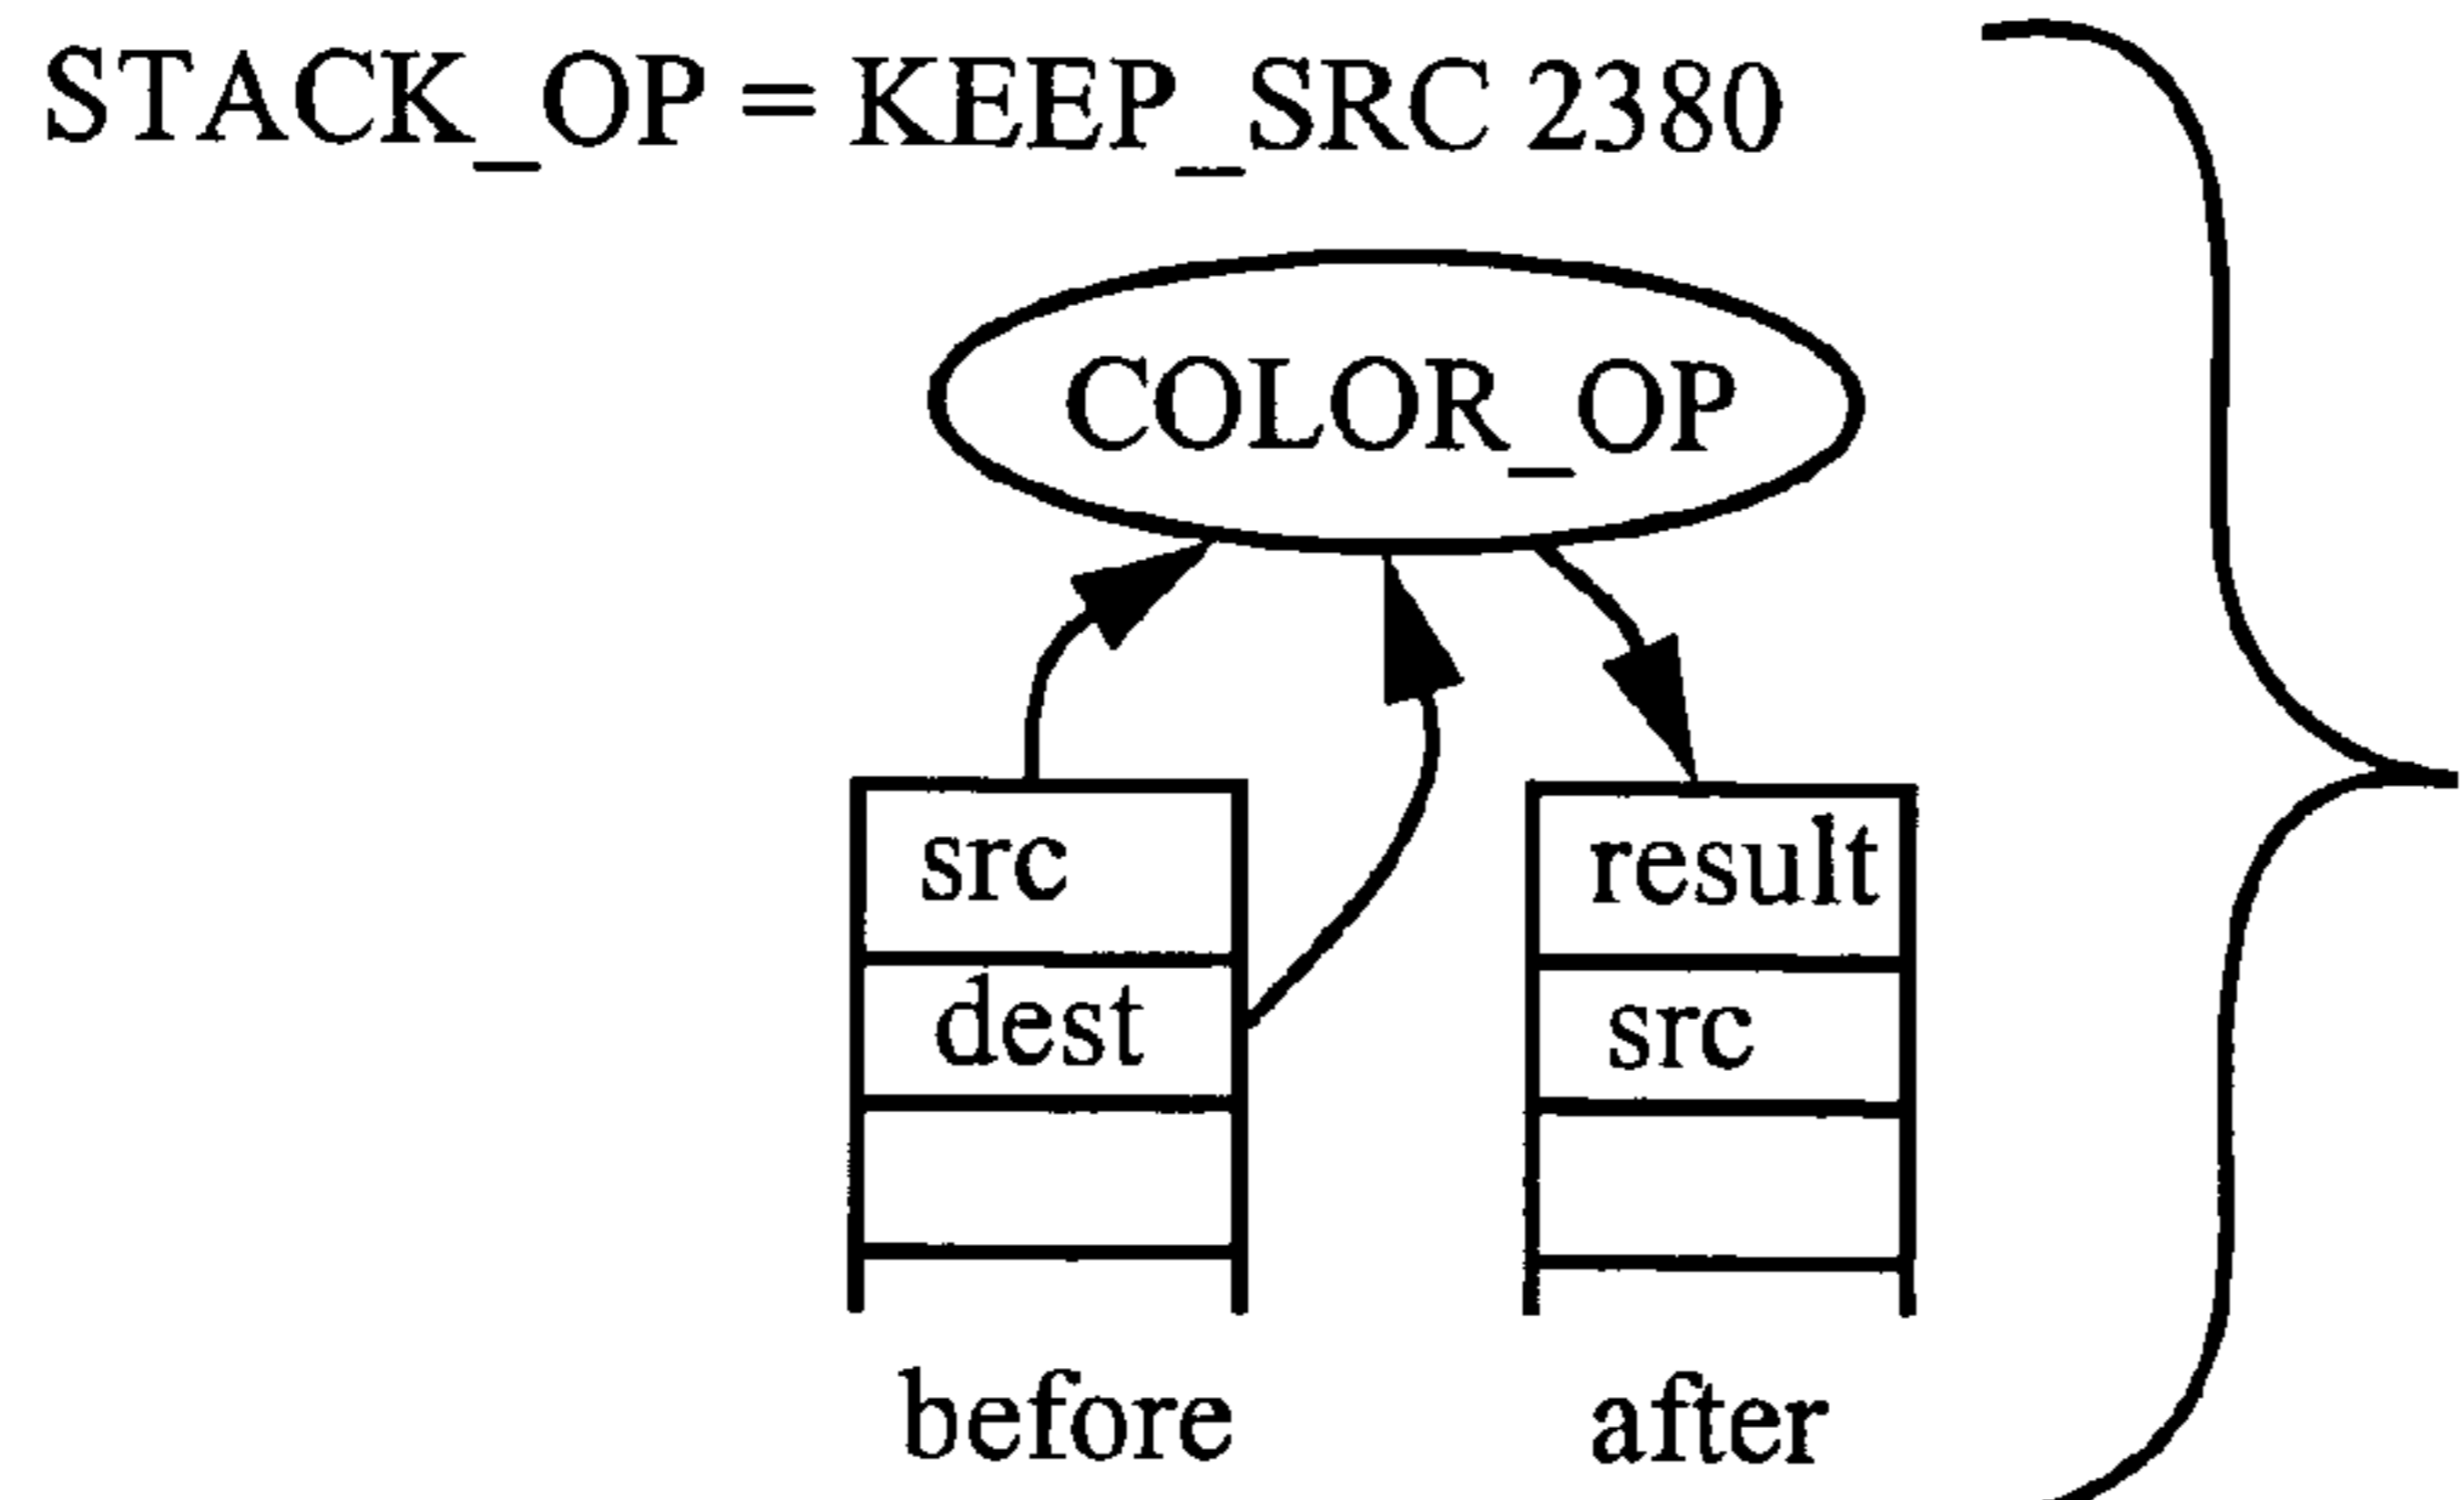 STACK_OP = KEEP_SRC 2380
COLOR_OP
src
result
dest
src
before
after